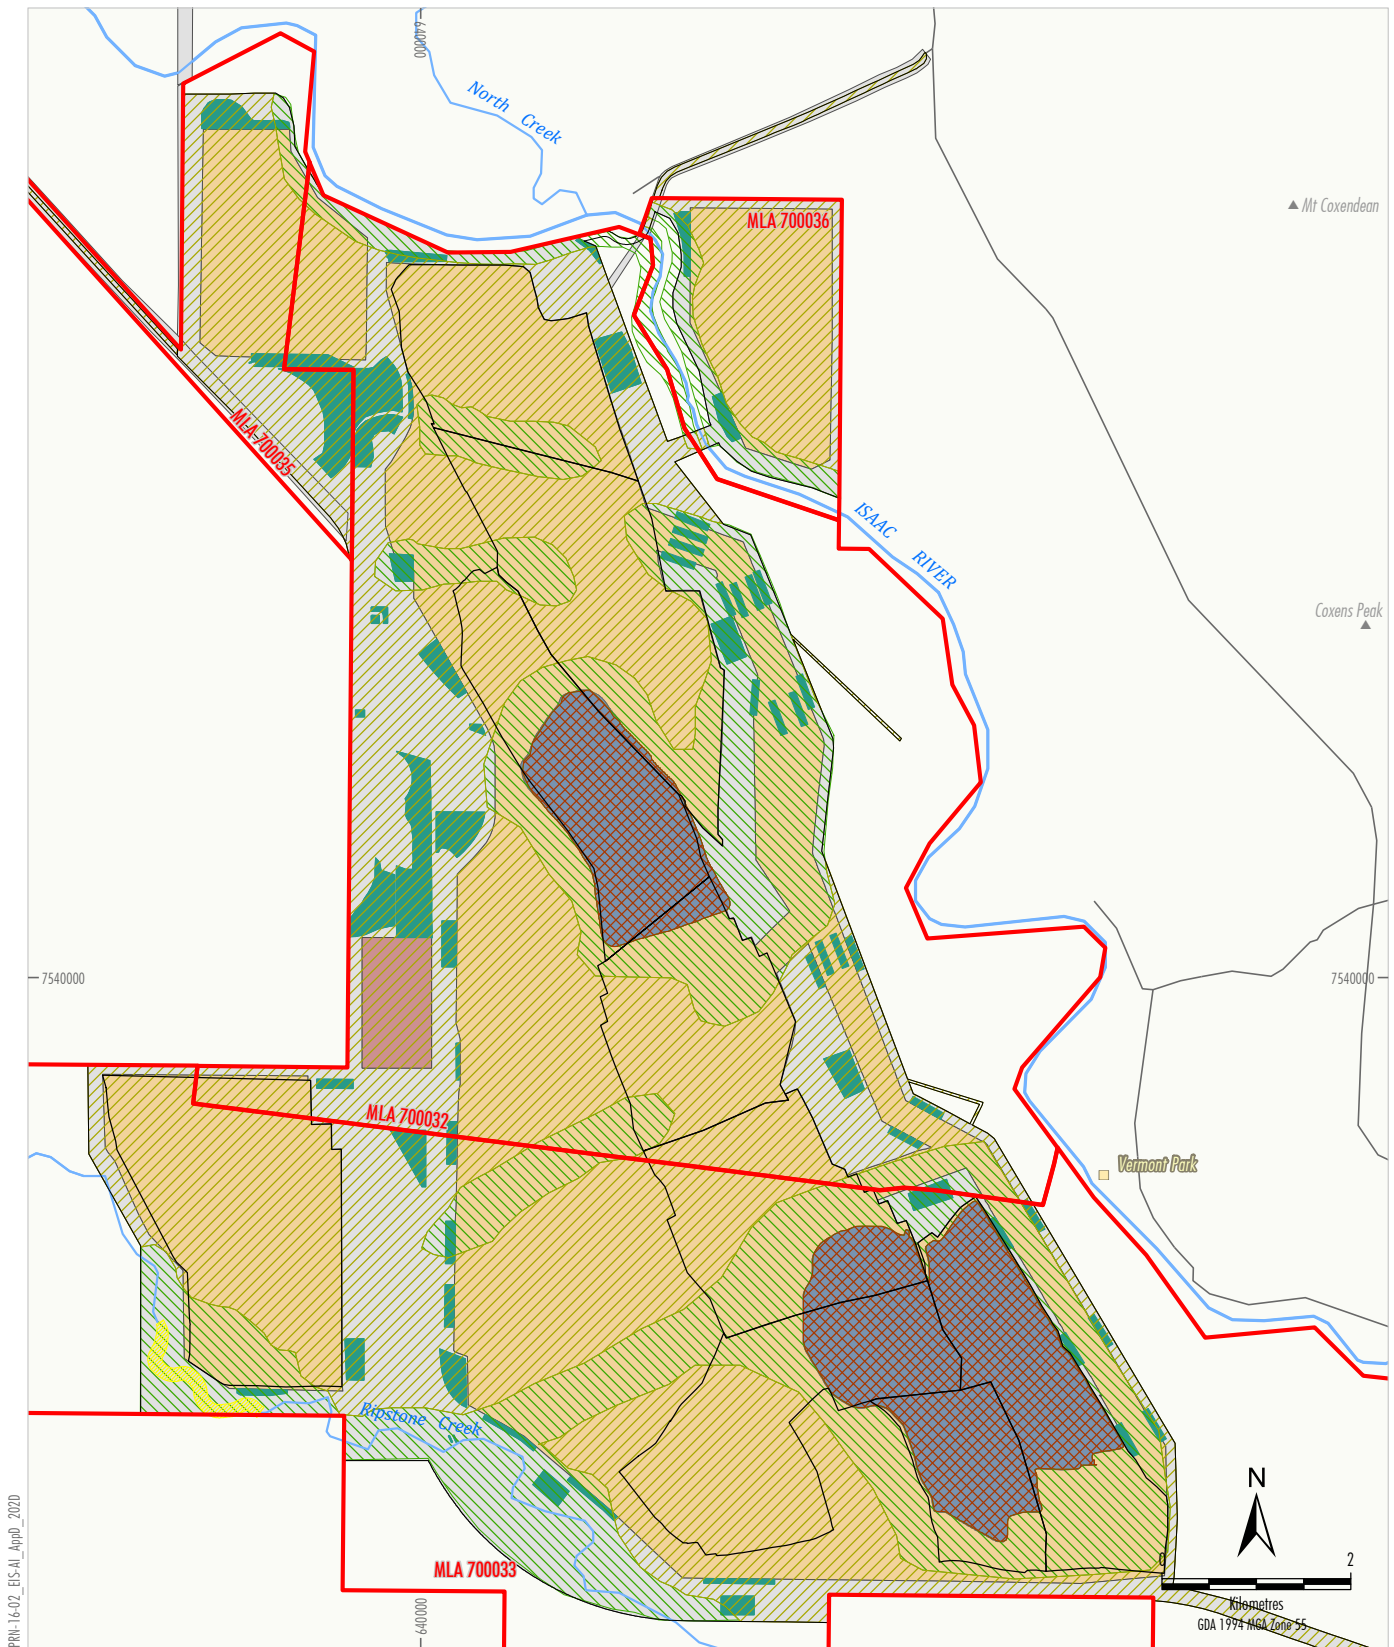 640000
North Creek
MLA 700036
Mt Coxendean
MLA 700035
ISAAC RIVER
Coxens Peak
7540000
7540000
MLA 700032
Vermont Park
Ripstone Creek
MLA 700033
N
0 2
Kilometres
GDA 1994 MGA Zone 55
640000
PRN-16-02_EIS-AI_AppD_202D